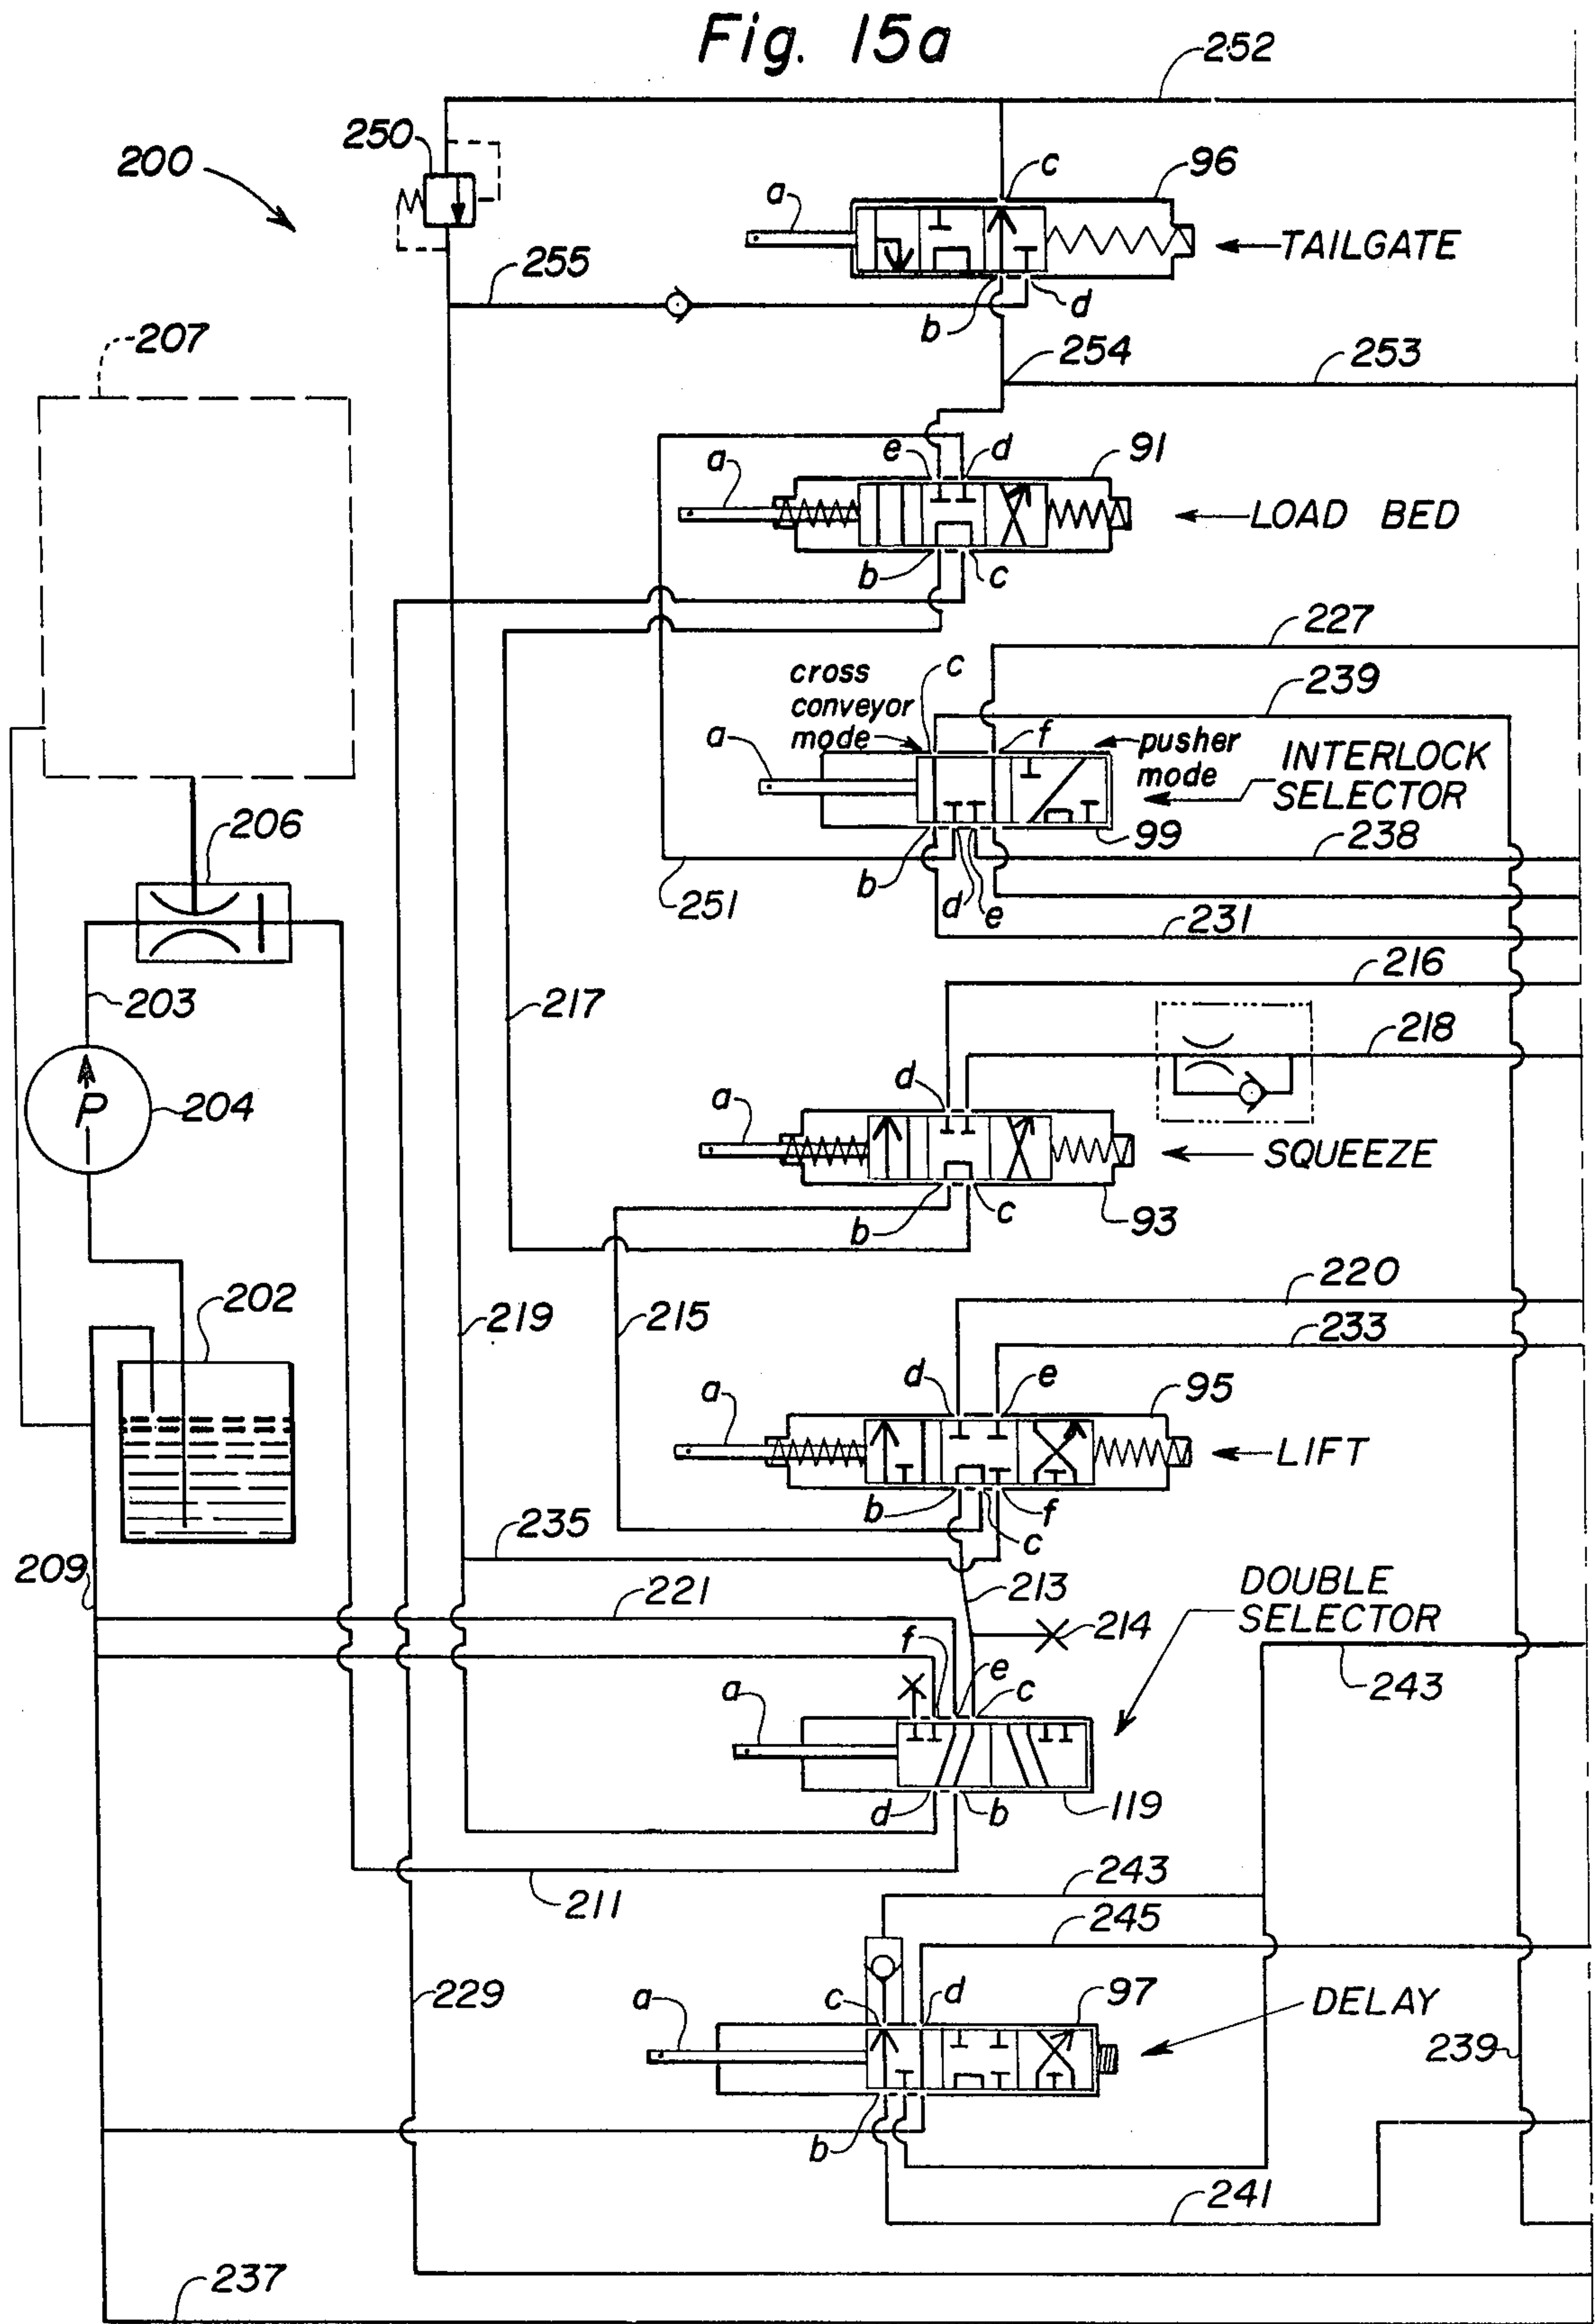 Fig. 15a
252
250
200
a
c
96
TAILGATE
255
b
d
207
254
253
a
e
d
91
LOAD BED
b
c
227
cross
conveyor
mode
c
239
a
f
pusher
mode
INTERLOCK
SELECTOR
206
99
b
238
251
d
e
231
216
203
217
218
P
204
d
a
SQUEEZE
b
c
93
220
202
219
215
233
d
e
a
95
LIFT
b
f
c
235
209
221
213
DOUBLE
SELECTOR
214
f
e
a
c
243
d
b
119
211
243
245
229
a
c
d
97
DELAY
239
b
241
237